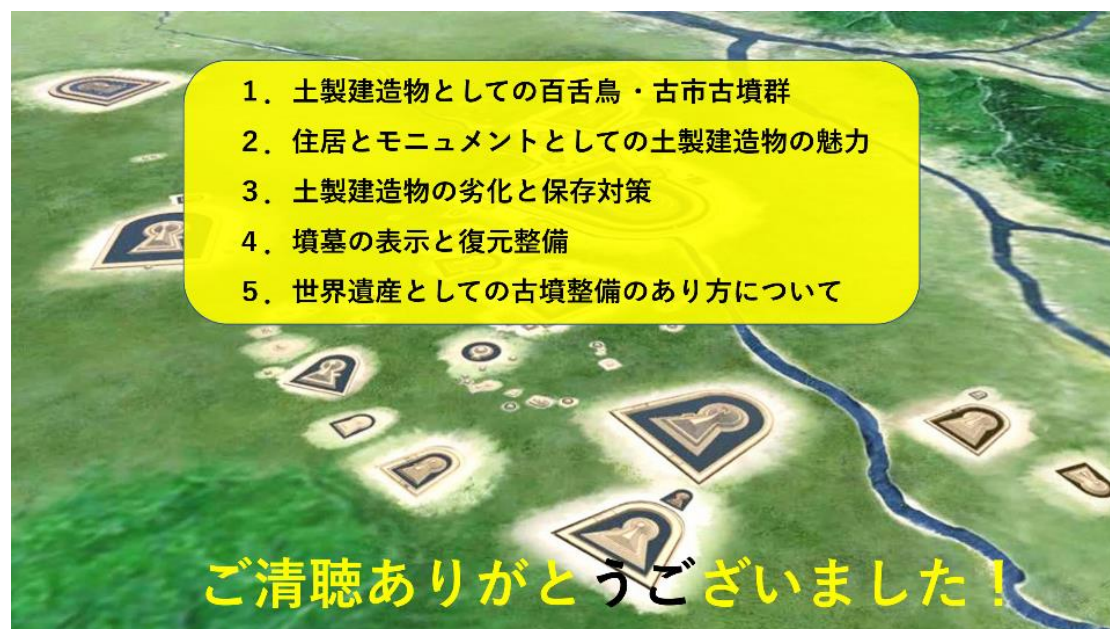 1．土製建造物としての百舌鳥・古市古墳群
2．住居とモニュメントとしての土製建造物の魅力
3．土製建造物の劣化と保存対策
4．墳墓の表示と復元整備
5．世界遺産としての古墳整備のあり方について
ご清聴ありがとうございました！